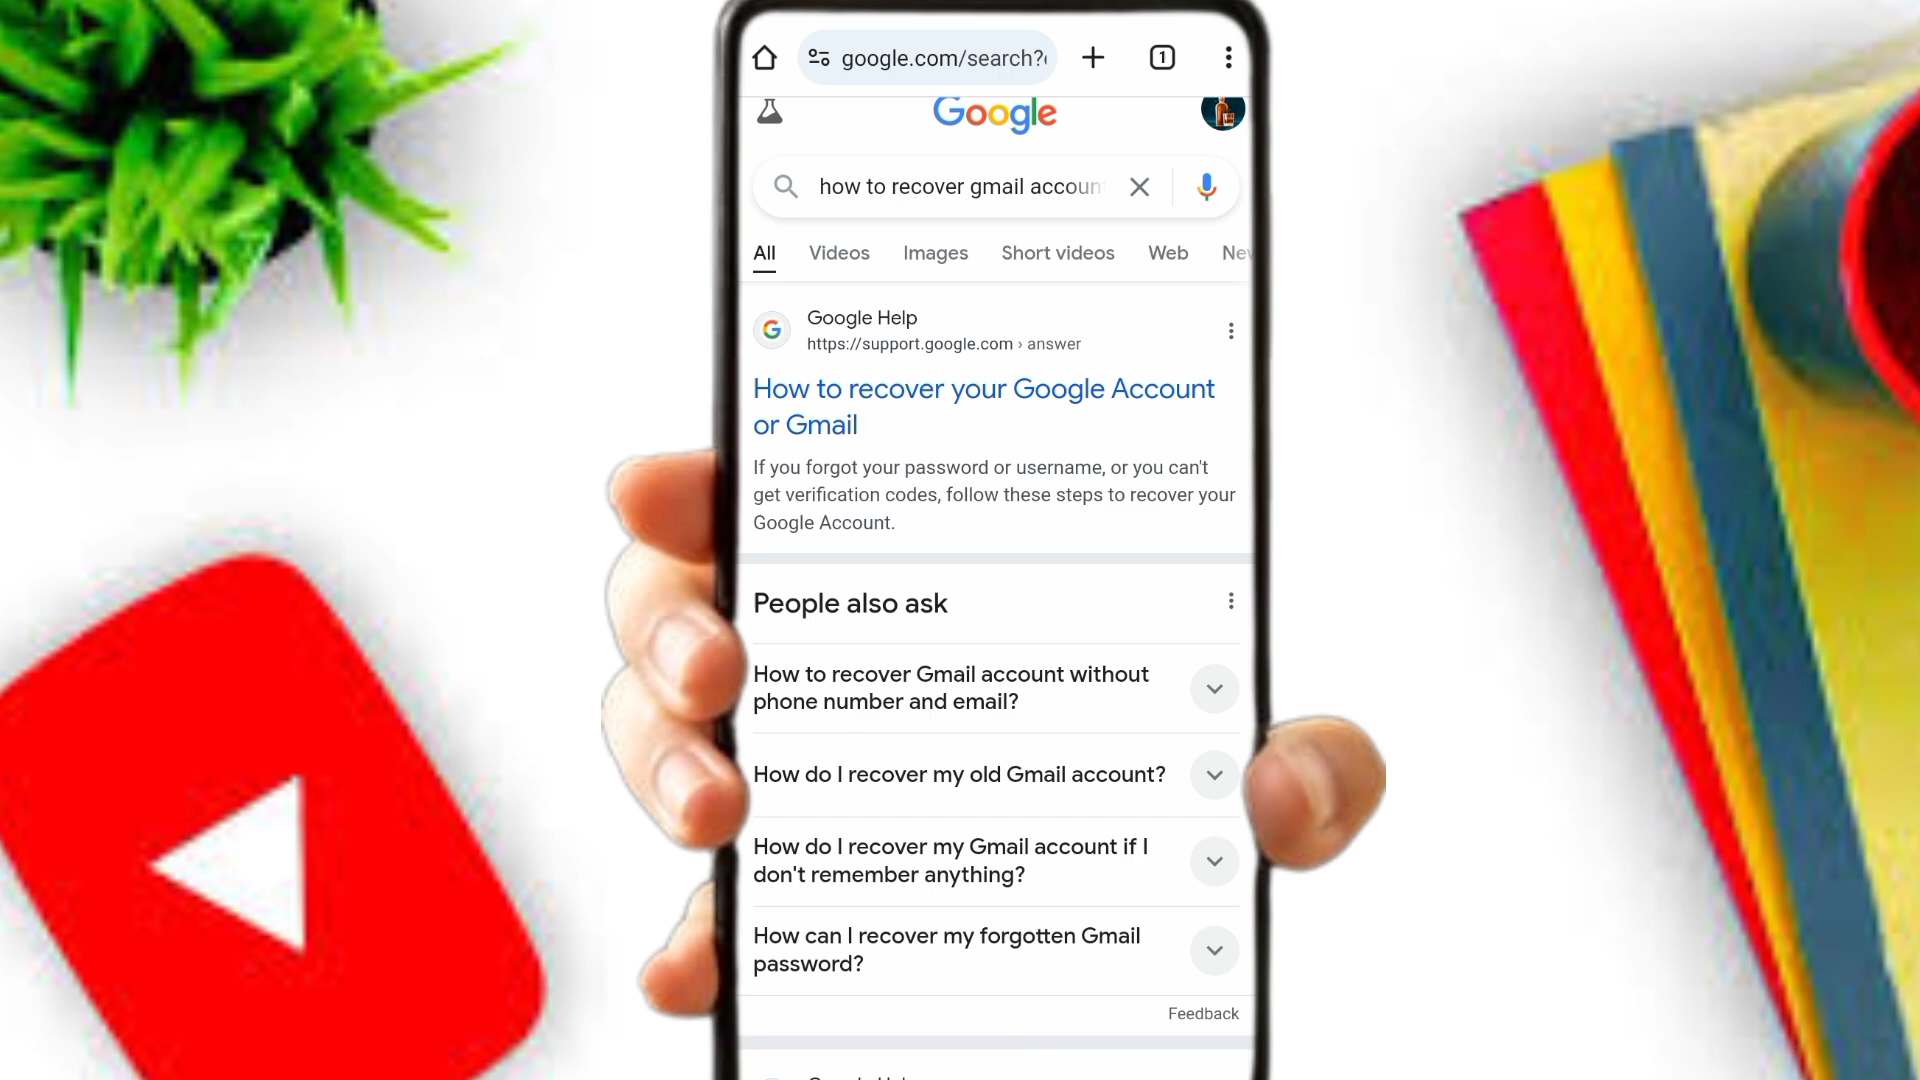 google.com/search?
1
Google
how to recover gmail accoun
All Videos Images Short videos Web New
Google Help
https://support.google.com › answer
How to recover your Google Account
or Gmail
If you forgot your password or username, or you can't
get verification codes, follow these steps to recover your
Google Account.
People also ask
How to recover Gmail account without
phone number and email?
How do I recover my old Gmail account?
How do I recover my Gmail account if I
don't remember anything?
How can I recover my forgotten Gmail
password?
Feedback